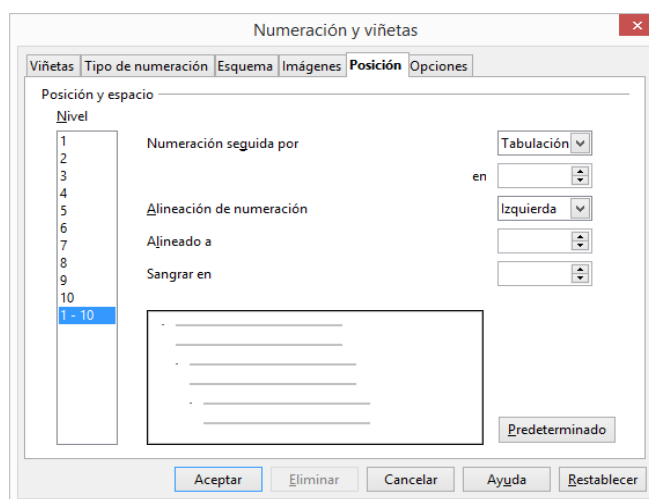 Numeración y viñetas
Viñetas Tipo de numeración Esquema Imágenes Posición Opciones
Posición y espacio
Nivel
1
2
3
4
5
6
7
8
9
10
1 - 10
Numeración seguida por Tabulación
en
Alineación de numeración Izquierda
Alineado a
Sangrar en
Predeterminado
Aceptar Eliminar Cancelar Ayuda Restablecer